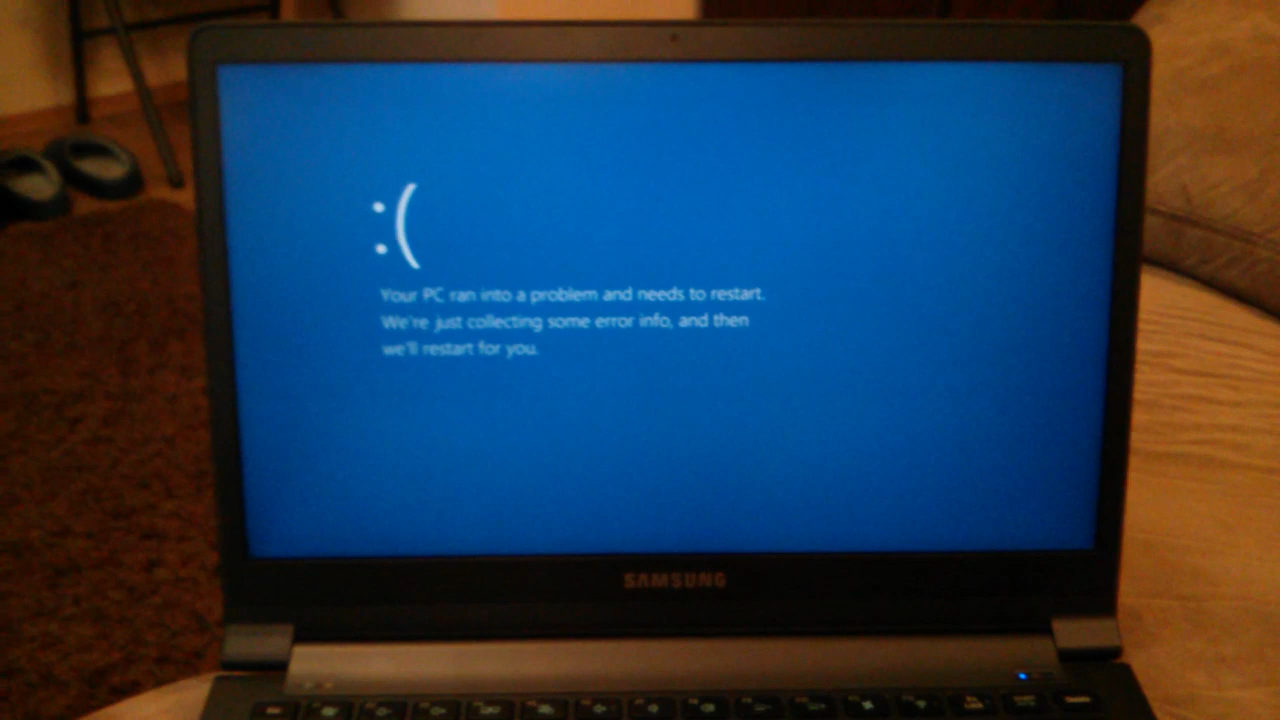 :(
Your PC ran into a problem and needs to restart.
We're just collecting some error info, and then
we'll restart for you.
SAMSUNG